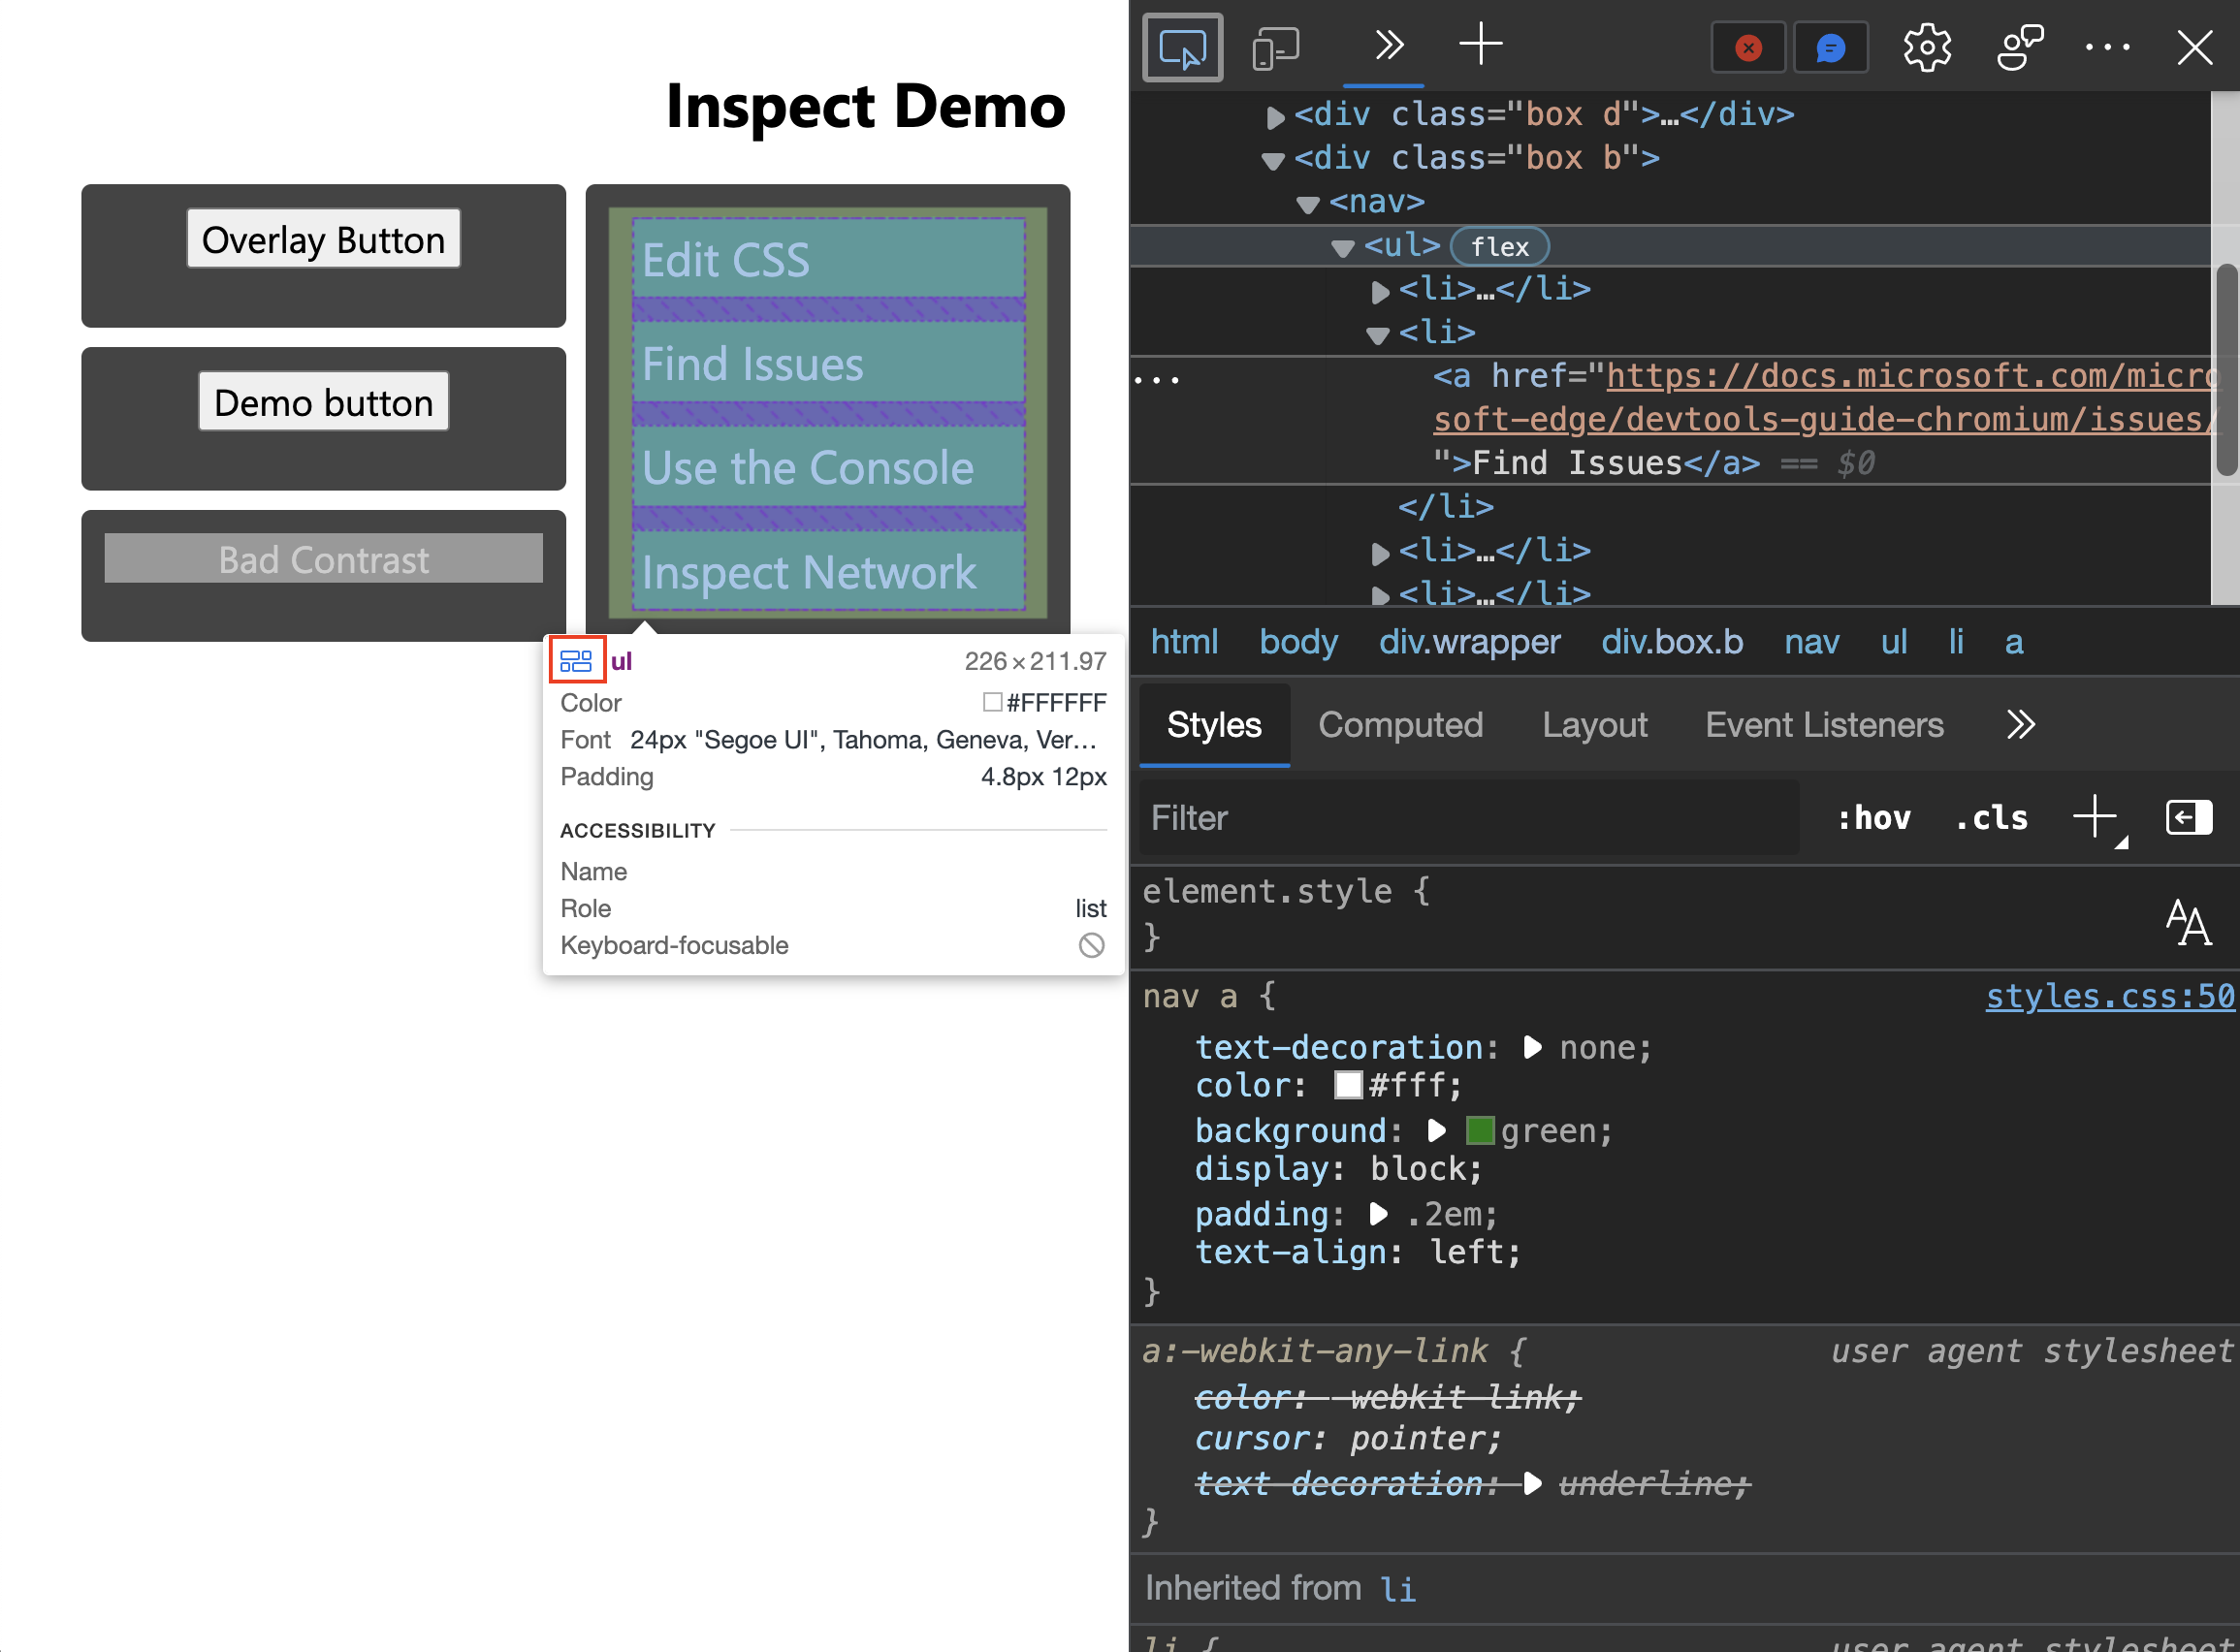 Inspect Demo
Overlay Button
Demo button
Bad Contrast
Edit CSS
Find Issues
Use the Console
Inspect Network
ul 226×211.97
Color #FFFFFF
Font 24px "Segoe UI", Tahoma, Geneva, Ver…
Padding 4.8px 12px
ACCESSIBILITY
Name
Role list
Keyboard-focusable
<div class="box d">…</div>
<div class="box b">
<nav>
<ul> flex
<li>…</li>
<li>
<a href="https://docs.microsoft.com/micro
soft-edge/devtools-guide-chromium/issues/
">Find Issues</a> == $0
</li>
<li>…</li>
<li>…</li>
html body div.wrapper div.box.b nav ul li a
Styles Computed Layout Event Listeners
Filter :hov .cls
element.style {
}
nav a { styles.css:50
text-decoration: none;
color: #fff;
background: green;
display: block;
padding: .2em;
text-align: left;
}
a:-webkit-any-link { user agent stylesheet
color: -webkit-link;
cursor: pointer;
text-decoration: underline;
}
Inherited from li
li { user agent stylesheet